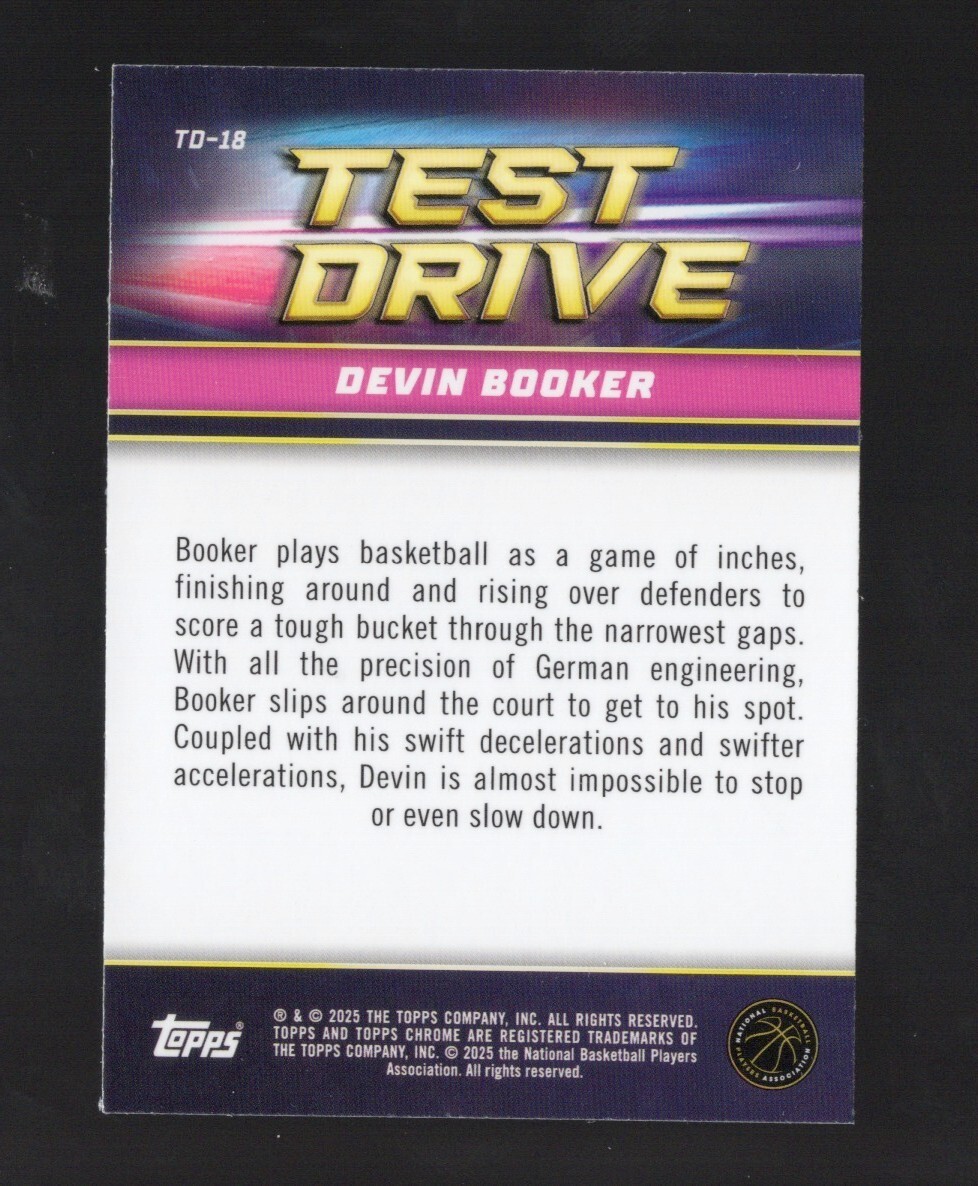 TD-18
TEST
DRIVE
DEVIN BOOKER
Booker plays basketball as a game of inches,
finishing around and rising over defenders to
score a tough bucket through the narrowest gaps.
With all the precision of German engineering,
Booker slips around the court to get to his spot.
Coupled with his swift decelerations and swifter
accelerations, Devin is almost impossible to stop
or even slow down.
topps®
® & © 2025 THE TOPPS COMPANY, INC. ALL RIGHTS RESERVED.
TOPPS AND TOPPS CHROME ARE REGISTERED TRADEMARKS OF
THE TOPPS COMPANY, INC. © 2025 the National Basketball Players
Association. All rights reserved.
NATIONAL BASKETBALL
PLAYERS ASSOCIATION